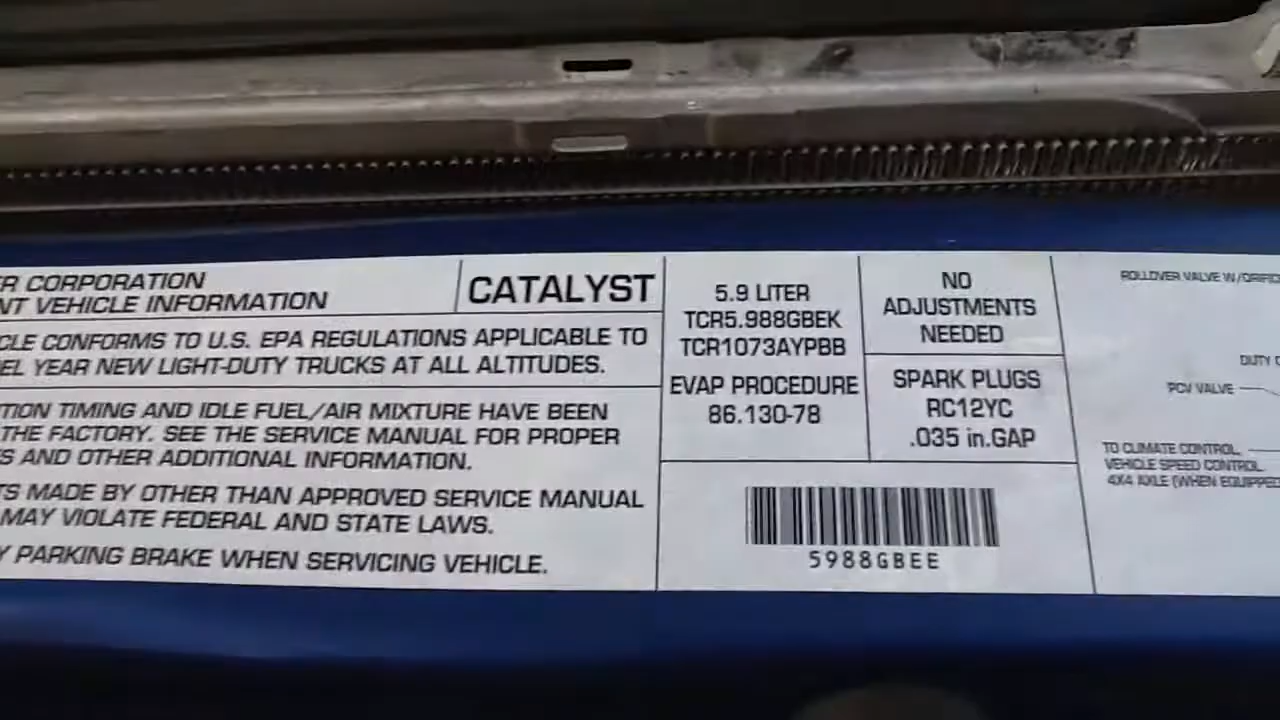 ER CORPORATION
NT VEHICLE INFORMATION
CATALYST
CLE CONFORMS TO U.S. EPA REGULATIONS APPLICABLE TO
EL YEAR NEW LIGHT-DUTY TRUCKS AT ALL ALTITUDES.
TION TIMING AND IDLE FUEL/AIR MIXTURE HAVE BEEN
THE FACTORY. SEE THE SERVICE MANUAL FOR PROPER
S AND OTHER ADDITIONAL INFORMATION.
TS MADE BY OTHER THAN APPROVED SERVICE MANUAL
MAY VIOLATE FEDERAL AND STATE LAWS.
Y PARKING BRAKE WHEN SERVICING VEHICLE.
5.9 LITER
TCR5.988GBEK
TCR1073AYPBB
EVAP PROCEDURE
86.130-78
NO
ADJUSTMENTS
NEEDED
SPARK PLUGS
RC12YC
.035 in.GAP
5988GBEE
ROLLOVER VALVE W/ORIFIC
DUTY C
PCV VALVE
TO CLIMATE CONTROL,
VEHICLE SPEED CONTROL
4X4 AXLE (WHEN EQUIPPED